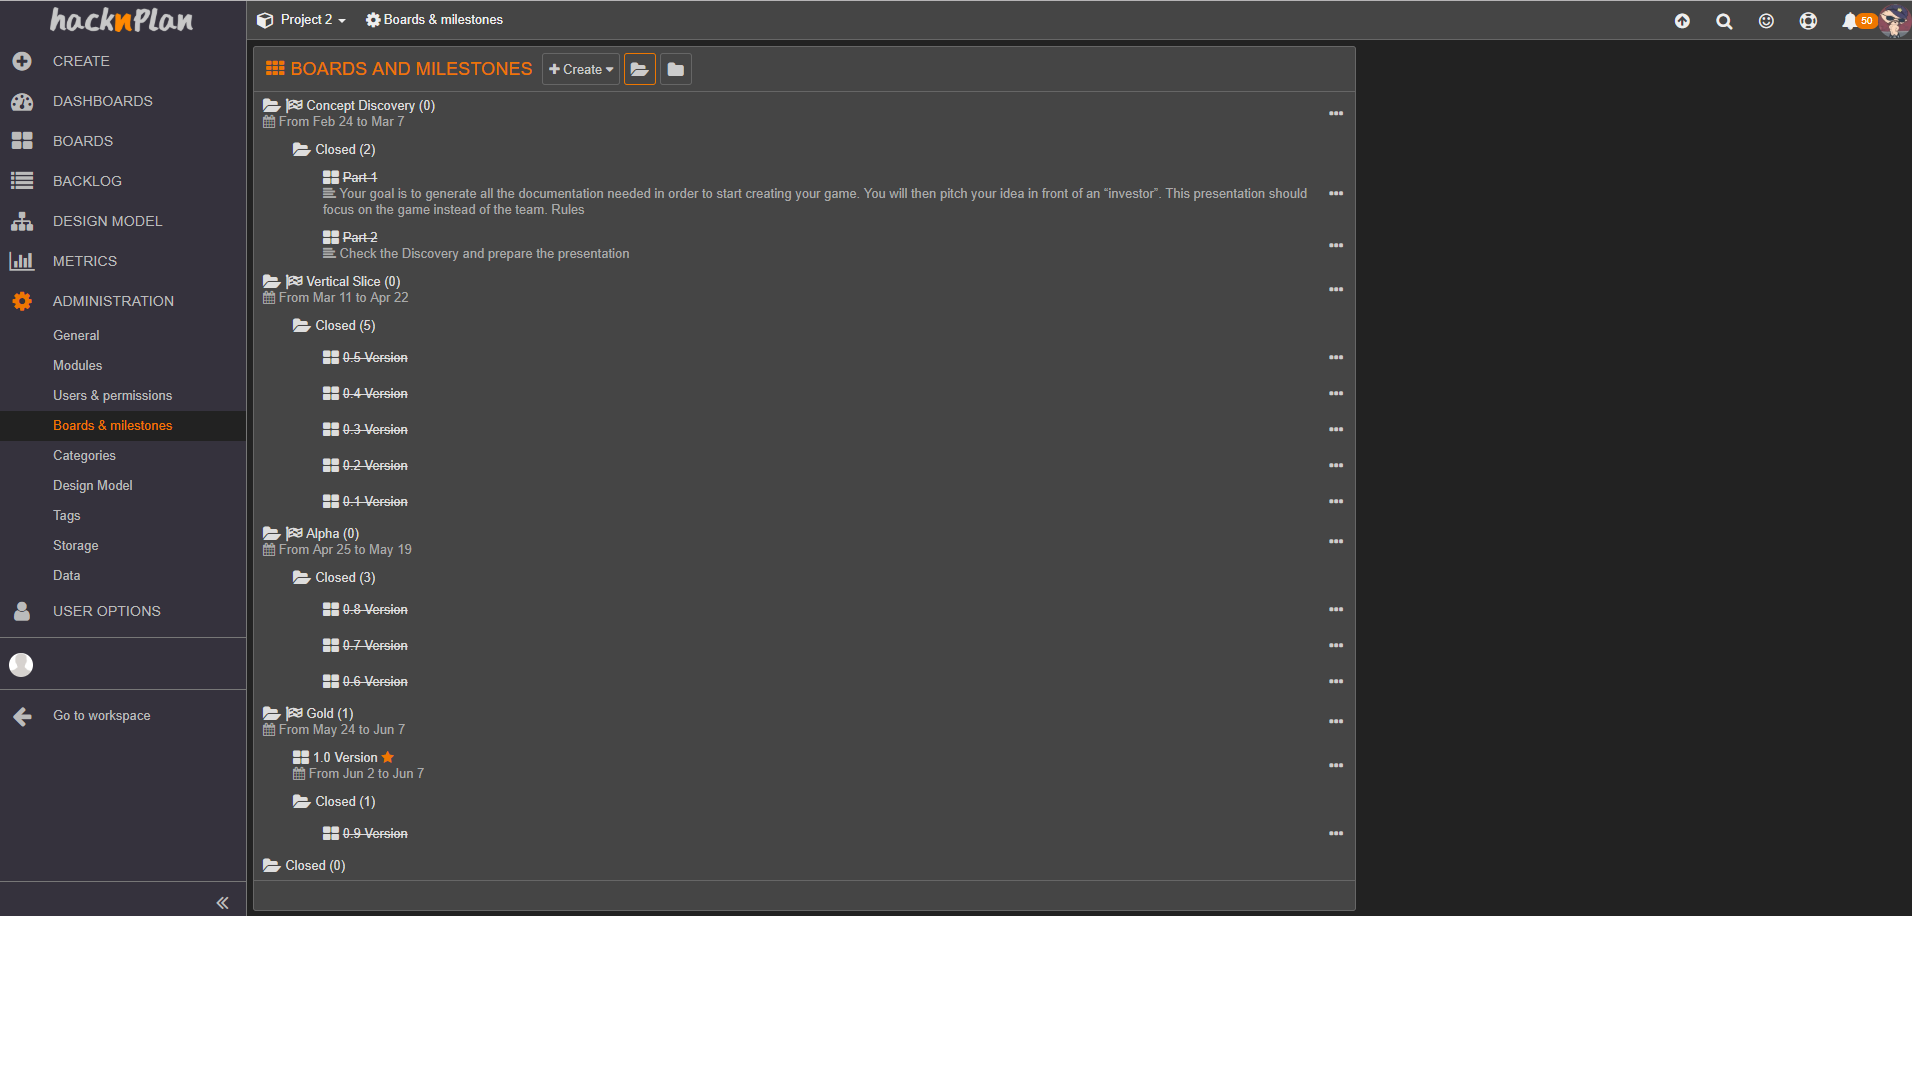 hacknPlan
Project 2
Boards & milestones
50
CREATE
DASHBOARDS
BOARDS
BACKLOG
DESIGN MODEL
METRICS
ADMINISTRATION
General
Modules
Users & permissions
Boards & milestones
Categories
Design Model
Tags
Storage
Data
USER OPTIONS
Go to workspace
BOARDS AND MILESTONES
Create
Concept Discovery (0)
From Feb 24 to Mar 7
Closed (2)
Part 1
Your goal is to generate all the documentation needed in order to start creating your game. You will then pitch your idea in front of an “investor”. This presentation should
focus on the game instead of the team. Rules
Part 2
Check the Discovery and prepare the presentation
Vertical Slice (0)
From Mar 11 to Apr 22
Closed (5)
0.5 Version
0.4 Version
0.3 Version
0.2 Version
0.1 Version
Alpha (0)
From Apr 25 to May 19
Closed (3)
0.8 Version
0.7 Version
0.6 Version
Gold (1)
From May 24 to Jun 7
1.0 Version
From Jun 2 to Jun 7
Closed (1)
0.9 Version
Closed (0)